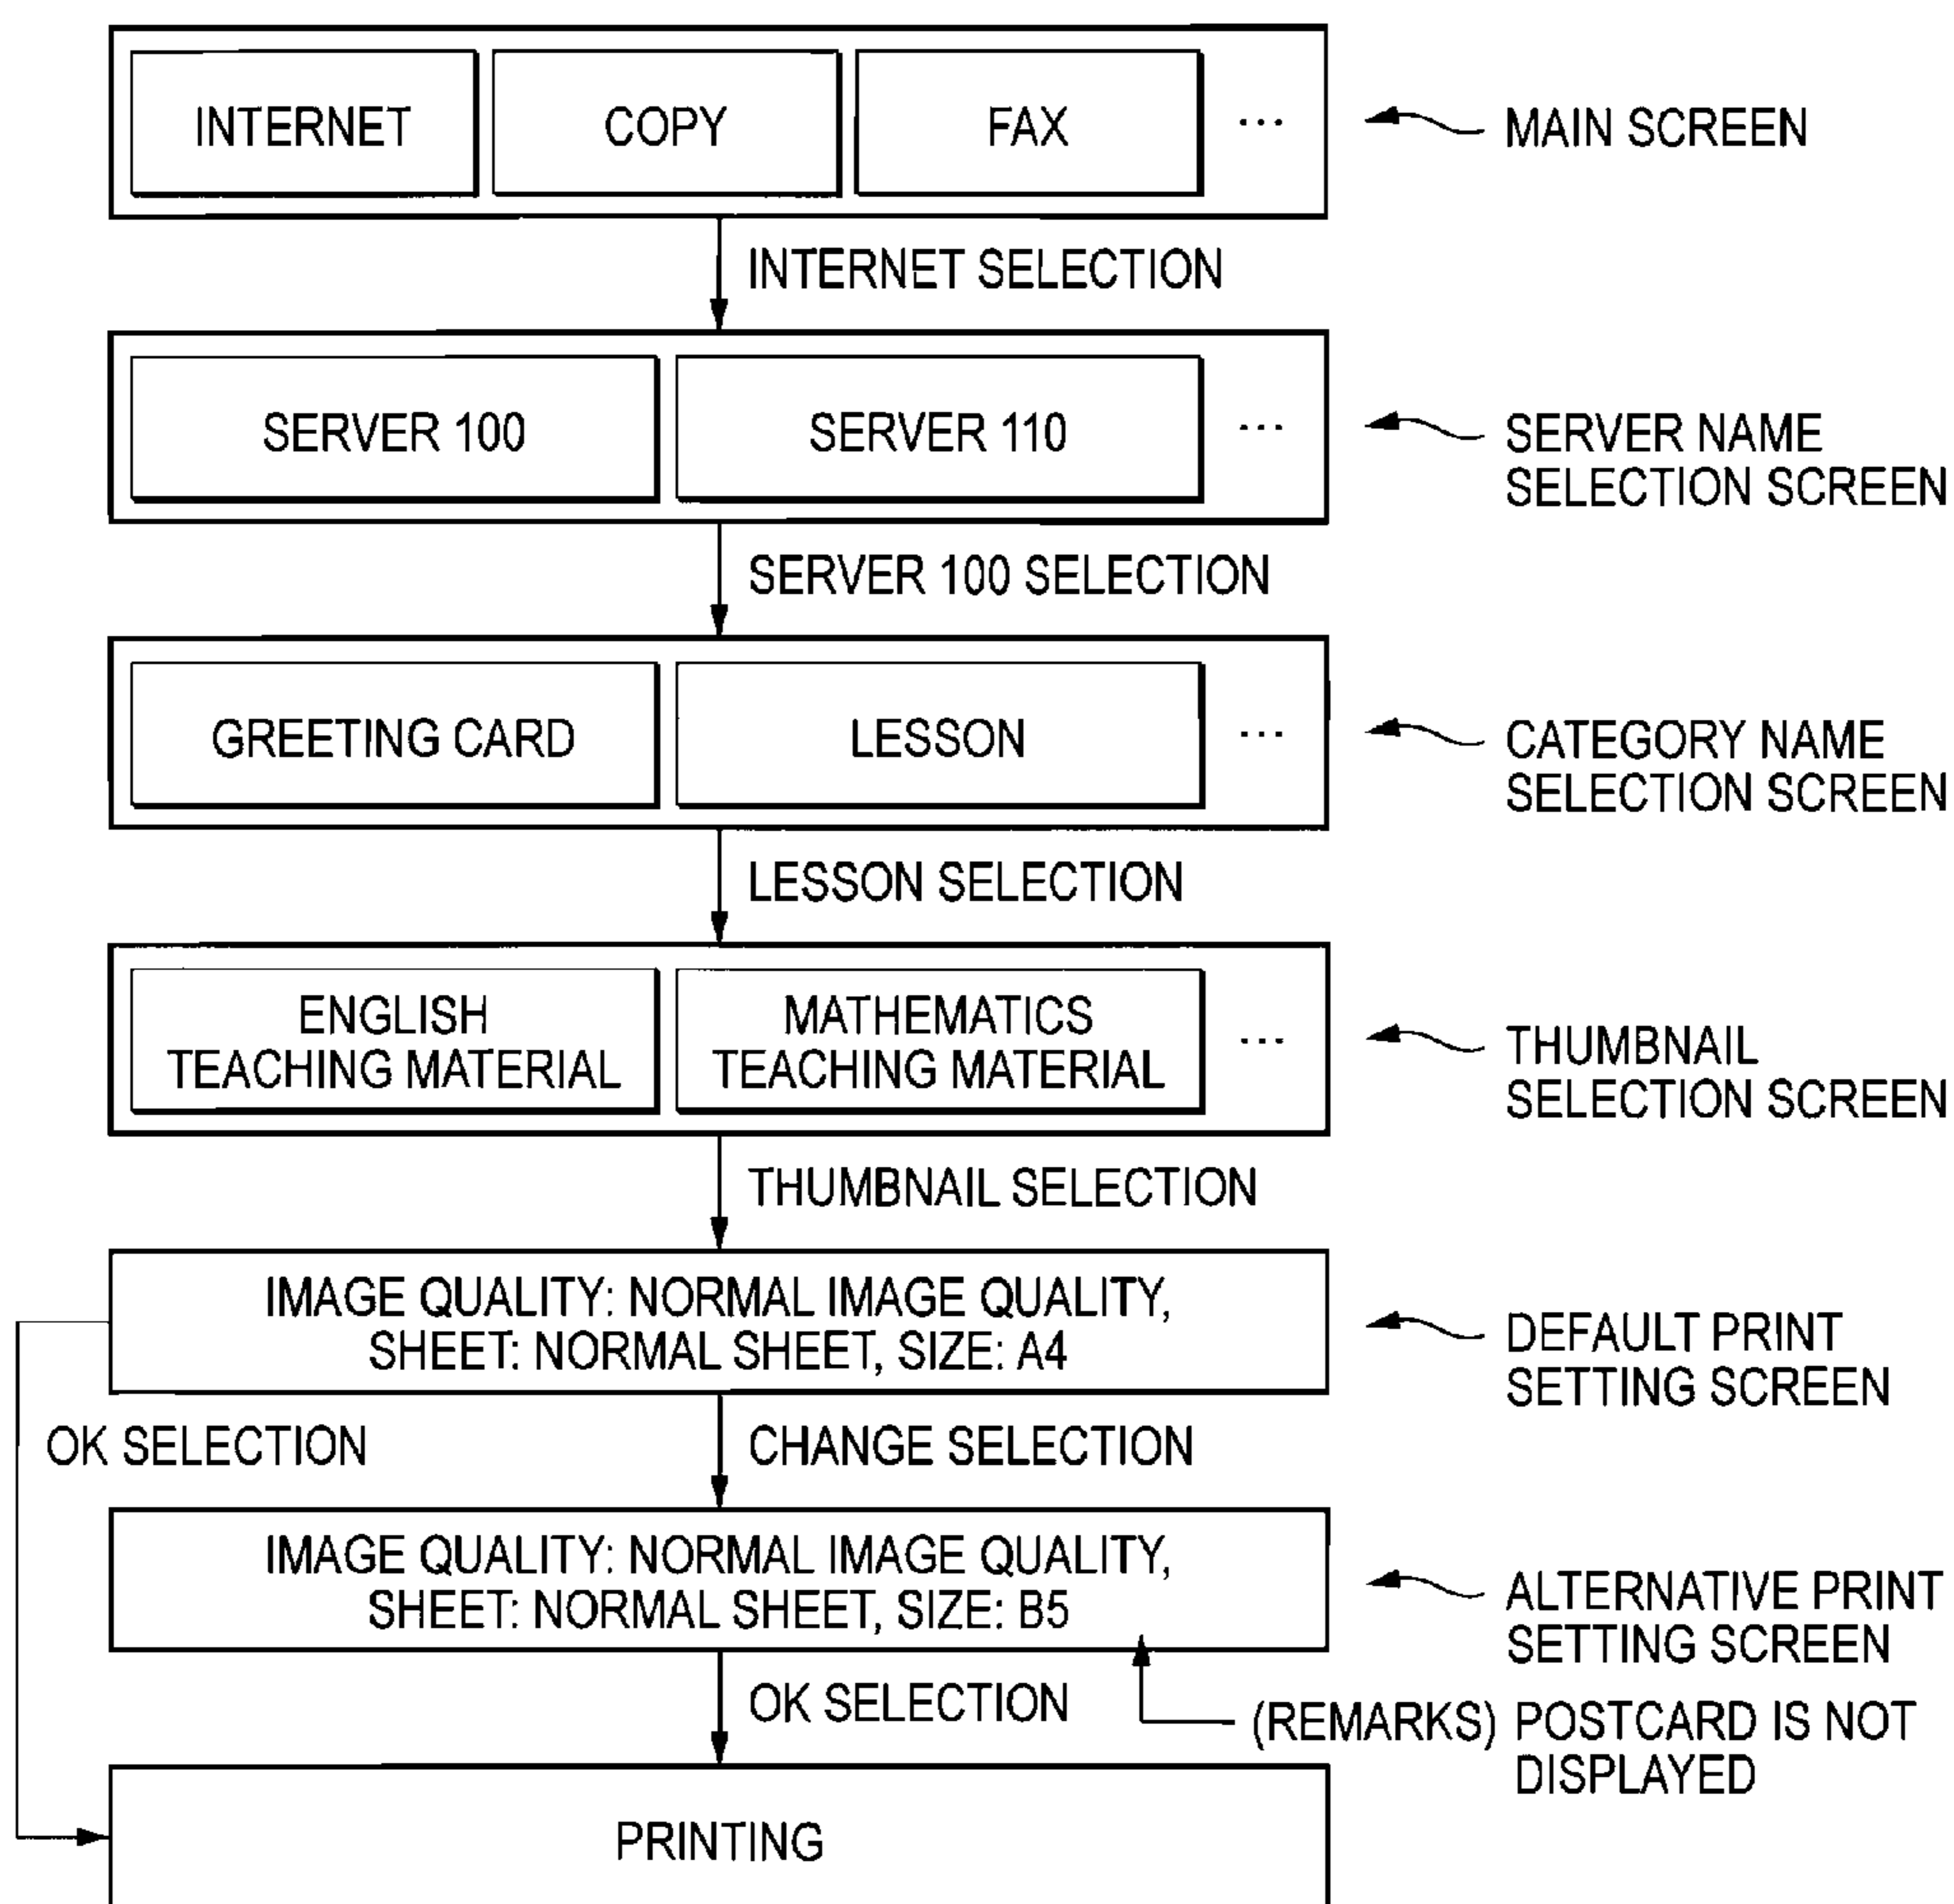 INTERNET COPY FAX ... MAIN SCREEN
INTERNET SELECTION
SERVER 100 SERVER 110 ... SERVER NAME
SELECTION SCREEN
SERVER 100 SELECTION
GREETING CARD LESSON ... CATEGORY NAME
SELECTION SCREEN
LESSON SELECTION
ENGLISH
TEACHING MATERIAL
MATHEMATICS
TEACHING MATERIAL
...
THUMBNAIL
SELECTION SCREEN
THUMBNAIL SELECTION
IMAGE QUALITY: NORMAL IMAGE QUALITY,
SHEET: NORMAL SHEET, SIZE: A4
DEFAULT PRINT
SETTING SCREEN
OK SELECTION
CHANGE SELECTION
IMAGE QUALITY: NORMAL IMAGE QUALITY,
SHEET: NORMAL SHEET, SIZE: B5
ALTERNATIVE PRINT
SETTING SCREEN
OK SELECTION
(REMARKS) POSTCARD IS NOT
DISPLAYED
PRINTING